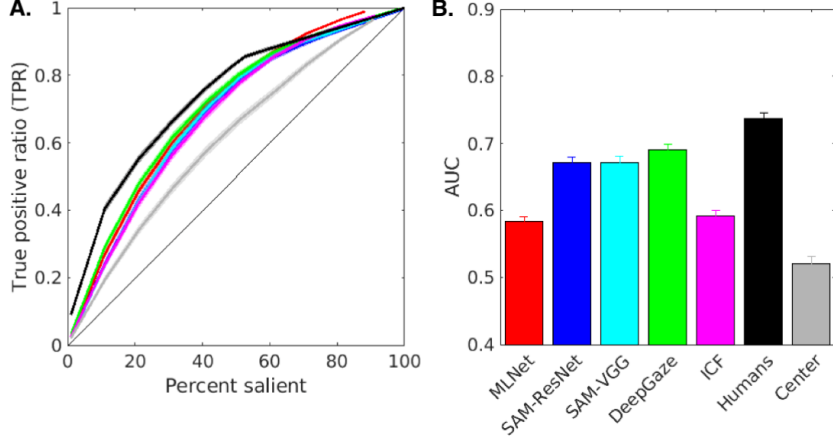 A.
True positive ratio (TPR)
1
0.8
0.6
0.4
0.2
0
0
20
40
60
80
100
Percent salient
B.
AUC
0.9
0.8
0.7
0.6
0.5
0.4
MLNet
SAM-ResNet
SAM-VGG
DeepGaze
ICF
Humans
Center